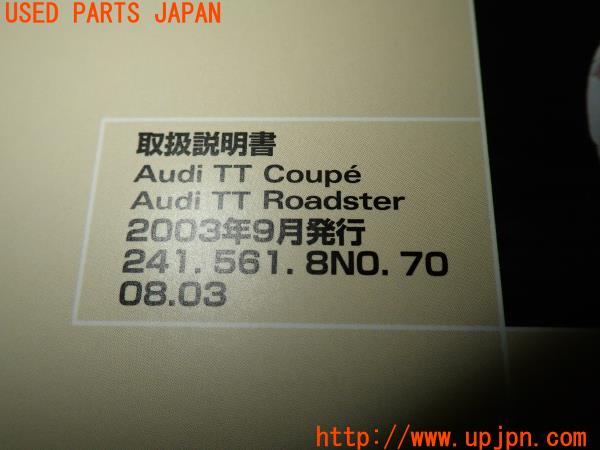 USED PARTS JAPAN
取扱説明書
Audi TT Coupé
Audi TT Roadster
2003年9月発行
241. 561. 8N0. 70
08.03
http://www.upjpn.com